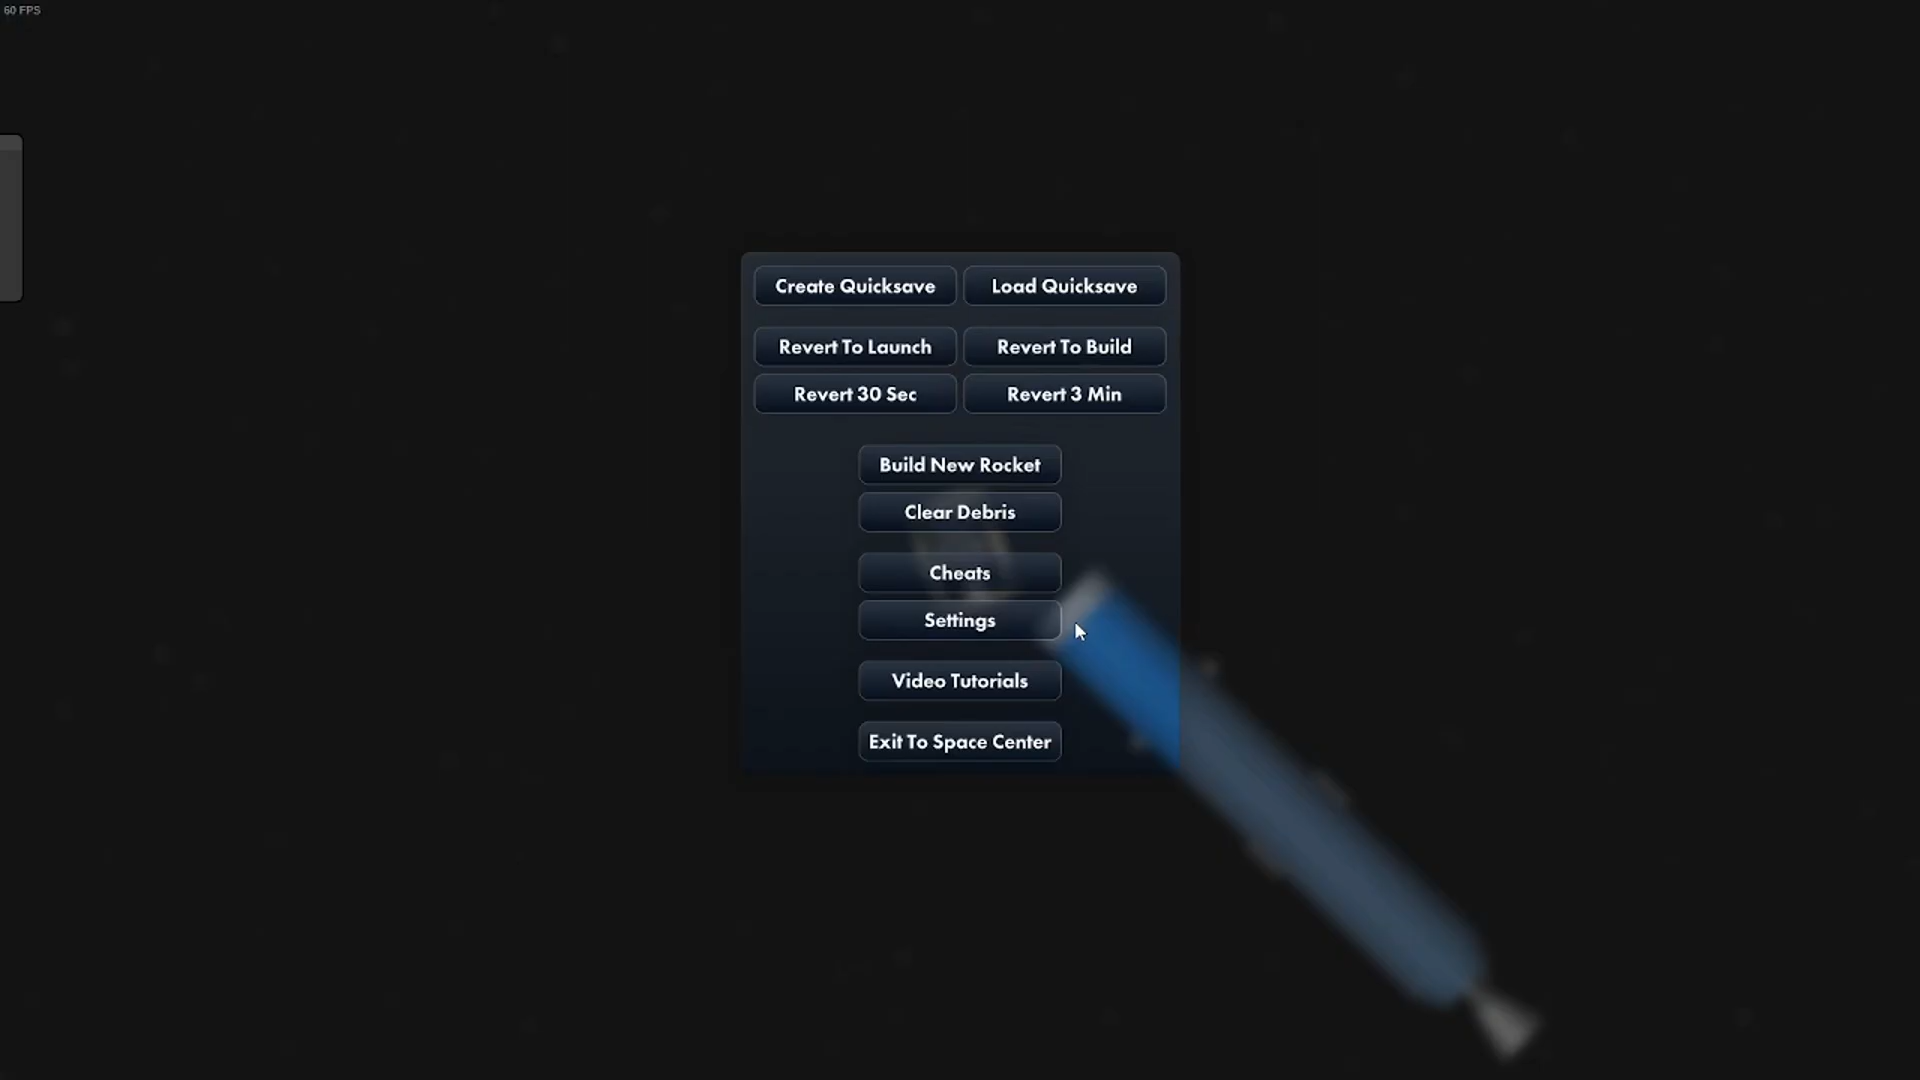 60 FPS
Create Quicksave
Load Quicksave
Revert To Launch
Revert To Build
Revert 30 Sec
Revert 3 Min
Build New Rocket
Clear Debris
Cheats
Settings
Video Tutorials
Exit To Space Center